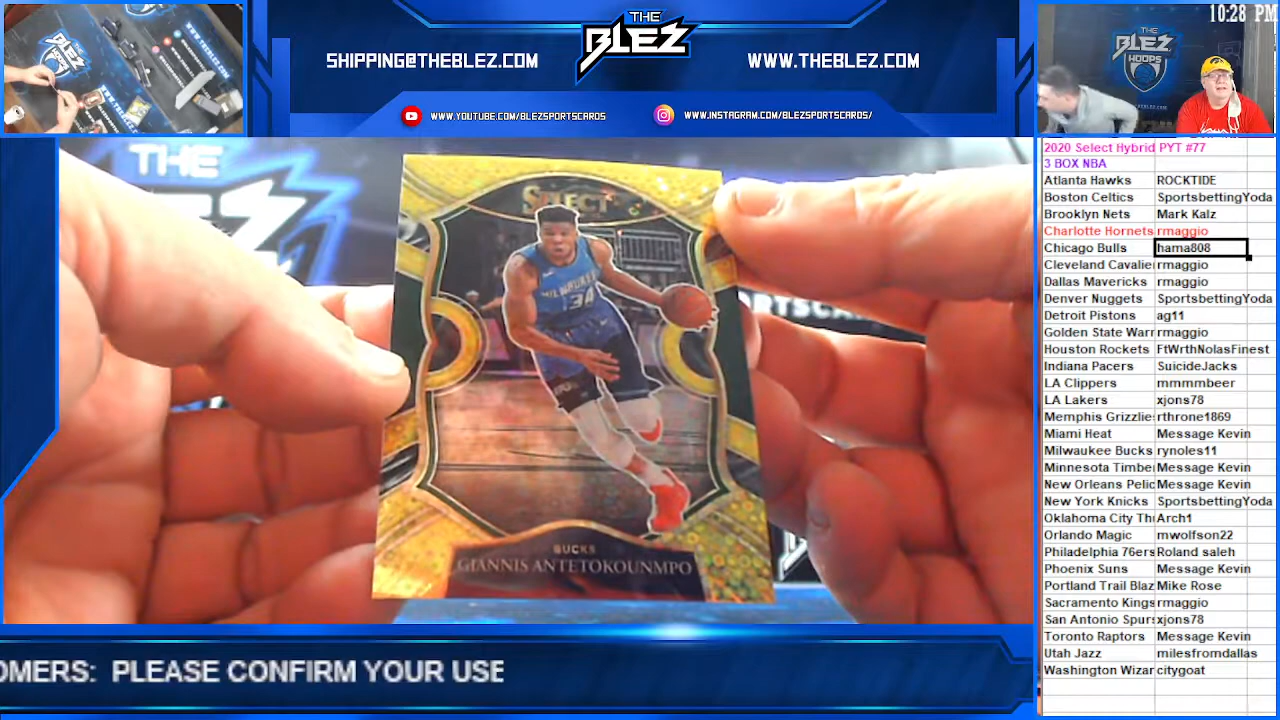 10:28 PM
THE
BLEZ
SHIPPING@THEBLEZ.COM
WWW.THEBLEZ.COM
WWW.YOUTUBE.COM/BLEZSPORTSCARDS
WWW.INSTAGRAM.COM/BLEZSPORTSCARDS/
THE
BLEZ
HOOPS
THE
SELECT
MILWAUKEE
34
BUCKS
GIANNIS ANTETOKOUNMPO
2020 Select Hybrid PYT #77
3 BOX NBA
Atlanta Hawks ROCKTIDE
Boston Celtics SportsbettingYoda
Brooklyn Nets Mark Kalz
Charlotte Hornets rmaggio
Chicago Bulls hama808
Cleveland Cavalie rmaggio
Dallas Mavericks rmaggio
Denver Nuggets SportsbettingYoda
Detroit Pistons ag11
Golden State Warr rmaggio
Houston Rockets FtWrthNolasFinest
Indiana Pacers SuicideJacks
LA Clippers mmmmbeer
LA Lakers xjons78
Memphis Grizzlie rthrone1869
Miami Heat Message Kevin
Milwaukee Bucks rynoles11
Minnesota Timbe Message Kevin
New Orleans Pelic Message Kevin
New York Knicks SportsbettingYoda
Oklahoma City Thu Arch1
Orlando Magic mwolfson22
Philadelphia 76ers Roland saleh
Phoenix Suns Message Kevin
Portland Trail Blaz Mike Rose
Sacramento Kings rmaggio
San Antonio Spurs xjons78
Toronto Raptors Message Kevin
Utah Jazz milesfromdallas
Washington Wizar citygoat
OMERS: PLEASE CONFIRM YOUR USE